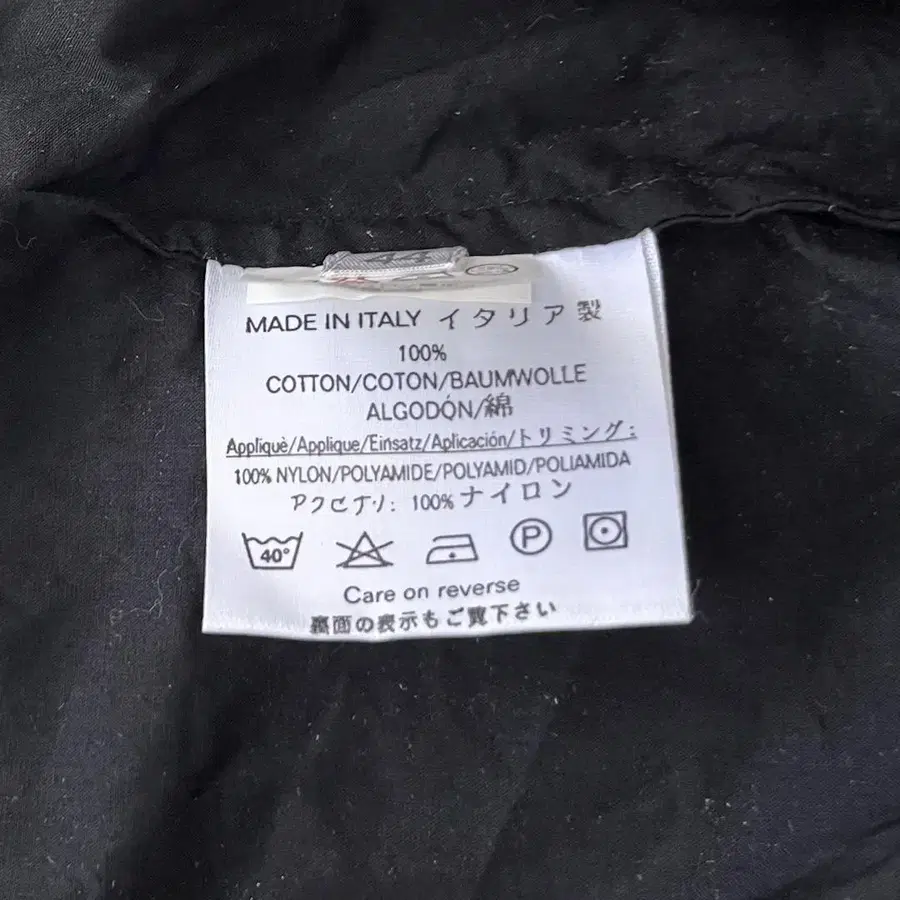 44
MADE IN ITALY イタリア製
100%
COTTON/COTON/BAUMWOLLE
ALGODÓN/綿
Appliquè/Applique/Einsatz/Aplicación/トリミング:
100% NYLON/POLYAMIDE/POLYAMID/POLIAMIDA
アクセサリ: 100% ナイロン
40° P
Care on reverse
裏面の表示もご覧下さい